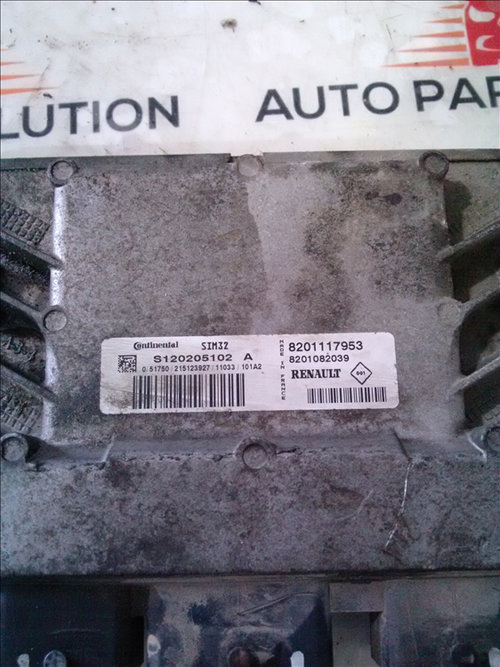 LUTION AUTO PAR
Continental SIM32
S120205102 A
0/51750/215123927/11033/101A2
MADE IN FRANCE
8201117953
8201082039
RENAULT